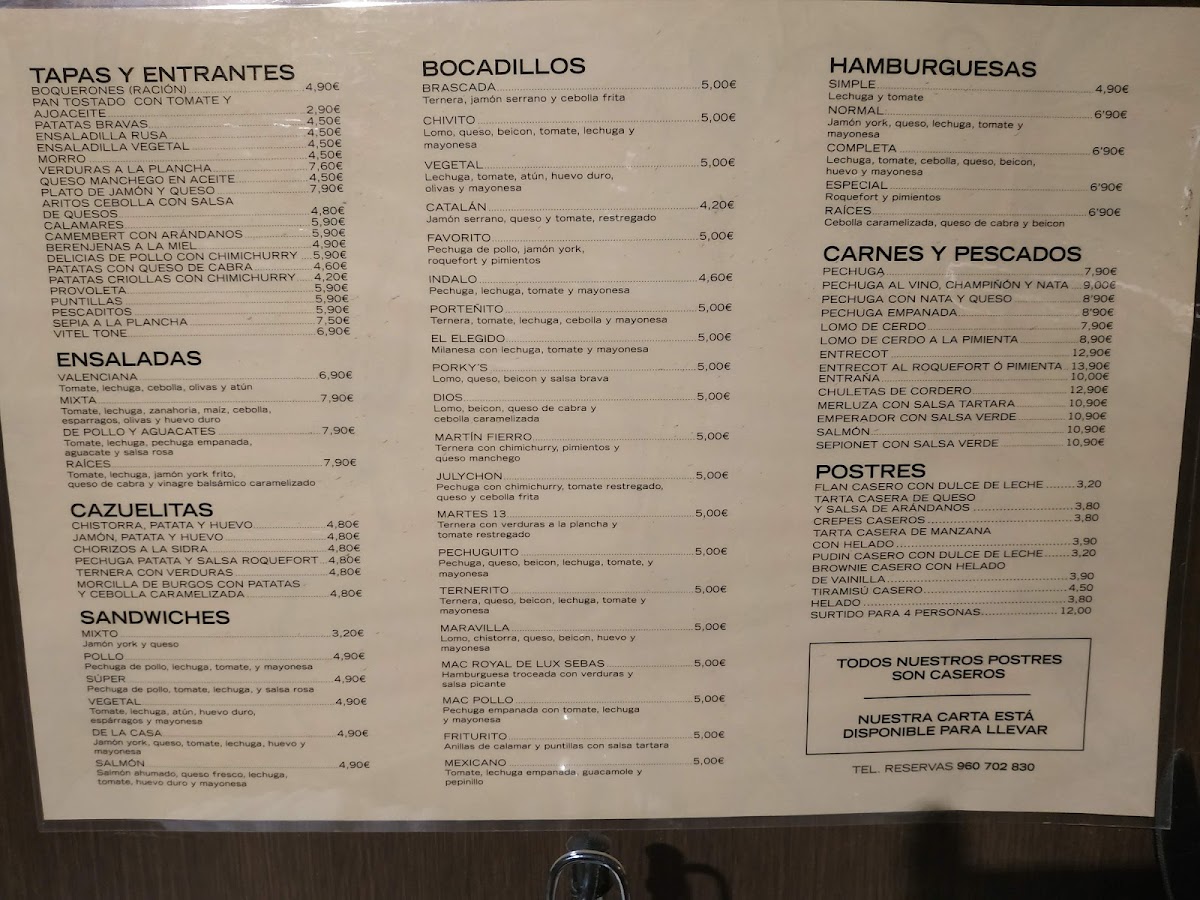 TAPAS Y ENTRANTES
BOQUERONES (RACIÓN) 4,90€
PAN TOSTADO CON TOMATE Y
AJOACEITE 2,90€
PATATAS BRAVAS 4,50€
ENSALADILLA RUSA 4,50€
ENSALADILLA VEGETAL 4,50€
MORRO 4,50€
VERDURAS A LA PLANCHA 7,60€
QUESO MANCHEGO EN ACEITE 4,50€
PLATO DE JAMÓN Y QUESO 7,90€
ARITOS CEBOLLA CON SALSA
DE QUESOS 4,80€
CALAMARES 5,90€
CAMEMBERT CON ARÁNDANOS 5,90€
BERENJENAS A LA MIEL 4,90€
DELICIAS DE POLLO CON CHIMICHURRY 5,90€
PATATAS CON QUESO DE CABRA 4,60€
PATATAS CRIOLLAS CON CHIMICHURRY 4,20€
PROVOLETA 5,90€
PUNTILLAS 5,90€
PESCADITOS 5,90€
SEPIA A LA PLANCHA 7,50€
VITEL TONE 6,90€
ENSALADAS
VALENCIANA 6,90€
Tomate, lechuga, cebolla, olivas y atún
MIXTA 7,90€
Tomate, lechuga, zanahoria, maíz, cebolla,
esparragos, olivas y huevo duro
DE POLLO Y AGUACATES 7,90€
Tomate, lechuga, pechuga empanada,
aguacate y salsa rosa
RAÍCES 7,90€
Tomate, lechuga, jamón york frito,
queso de cabra y vinagre balsámico caramelizado
CAZUELITAS
CHISTORRA, PATATA Y HUEVO 4,80€
JAMÓN, PATATA Y HUEVO 4,80€
CHORIZOS A LA SIDRA 4,80€
PECHUGA PATATA Y SALSA ROQUEFORT 4,80€
TERNERA CON VERDURAS 4,80€
MORCILLA DE BURGOS CON PATATAS
Y CEBOLLA CARAMELIZADA 4,80€
SANDWICHES
MIXTO 3,20€
Jamón york y queso
POLLO 4,90€
Pechuga de pollo, lechuga, tomate, y mayonesa
SÚPER 4,90€
Pechuga de pollo, tomate, lechuga, y salsa rosa
VEGETAL 4,90€
Tomate, lechuga, atún, huevo duro,
espárragos y mayonesa
DE LA CASA 4,90€
Jamón york, queso, tomate, lechuga, huevo y
mayonesa
SALMÓN 4,90€
Salmón ahumado, queso fresco, lechuga,
tomate, huevo duro y mayonesa
BOCADILLOS
BRASCADA 5,00€
Ternera, jamón serrano y cebolla frita
CHIVITO 5,00€
Lomo, queso, beicon, tomate, lechuga y
mayonesa
VEGETAL 5,00€
Lechuga, tomate, atún, huevo duro,
olivas y mayonesa
CATALÁN 4,20€
Jamón serrano, queso y tomate, restregado
FAVORITO 5,00€
Pechuga de pollo, jamón york,
roquefort y pimientos
INDALO 4,60€
Pechuga, lechuga, tomate y mayonesa
PORTEÑITO 5,00€
Ternera, tomate, lechuga, cebolla y mayonesa
EL ELEGIDO 5,00€
Milanesa con lechuga, tomate y mayonesa
PORKY'S 5,00€
Lomo, queso, beicon y salsa brava
DIOS 5,00€
Lomo, beicon, queso de cabra y
cebolla caramelizada
MARTÍN FIERRO 5,00€
Ternera con chimichurry, pimientos y
queso manchego
JULYCHON 5,00€
Pechuga con chimichurry, tomate restregado,
queso y cebolla frita
MARTES 13 5,00€
Ternera con verduras a la plancha y
tomate restregado
PECHUGUITO 5,00€
Pechuga, queso, beicon, lechuga, tomate, y
mayonesa
TERNERITO 5,00€
Ternera, queso, beicon, lechuga, tomate y
mayonesa
MARAVILLA 5,00€
Lomo, chistorra, queso, beicon, huevo y
mayonesa
MAC ROYAL DE LUX SEBAS 5,00€
Hamburguesa troceada con verduras y
salsa picante
MAC POLLO 5,00€
Pechuga empanada con tomate, lechuga
y mayonesa
FRITURITO 5,00€
Anillas de calamar y puntillas con salsa tartara
MEXICANO 5,00€
Tomate, lechuga empanada, guacamole y
pepinillo
HAMBURGUESAS
SIMPLE 4,90€
Lechuga y tomate
NORMAL 6'90€
Jamón york, queso, lechuga, tomate y
mayonesa
COMPLETA 6'90€
Lechuga, tomate, cebolla, queso, beicon,
huevo y mayonesa
ESPECIAL 6'90€
Roquefort y pimientos
RAÍCES 6'90€
Cebolla caramelizada, queso de cabra y beicon
CARNES Y PESCADOS
PECHUGA 7,90€
PECHUGA AL VINO, CHAMPIÑÓN Y NATA 9,00€
PECHUGA CON NATA Y QUESO 8'90€
PECHUGA EMPANADA 8'90€
LOMO DE CERDO 7,90€
LOMO DE CERDO A LA PIMIENTA 8,90€
ENTRECOT 12,90€
ENTRECOT AL ROQUEFORT Ó PIMIENTA 13,90€
ENTRAÑA 10,00€
CHULETAS DE CORDERO 12,90€
MERLUZA CON SALSA TARTARA 10,90€
EMPERADOR CON SALSA VERDE 10,90€
SALMÓN 10,90€
SEPIONET CON SALSA VERDE 10,90€
POSTRES
FLAN CASERO CON DULCE DE LECHE 3,20
TARTA CASERA DE QUESO
Y SALSA DE ARÁNDANOS 3,80
CREPES CASEROS 3,80
TARTA CASERA DE MANZANA
CON HELADO 3,90
PUDIN CASERO CON DULCE DE LECHE 3,20
BROWNIE CASERO CON HELADO
DE VAINILLA 3,90
TIRAMISÚ CASERO 4,50
HELADO 3,80
SURTIDO PARA 4 PERSONAS 12,00
TODOS NUESTROS POSTRES
SON CASEROS
NUESTRA CARTA ESTÁ
DISPONIBLE PARA LLEVAR
TEL. RESERVAS 960 702 830